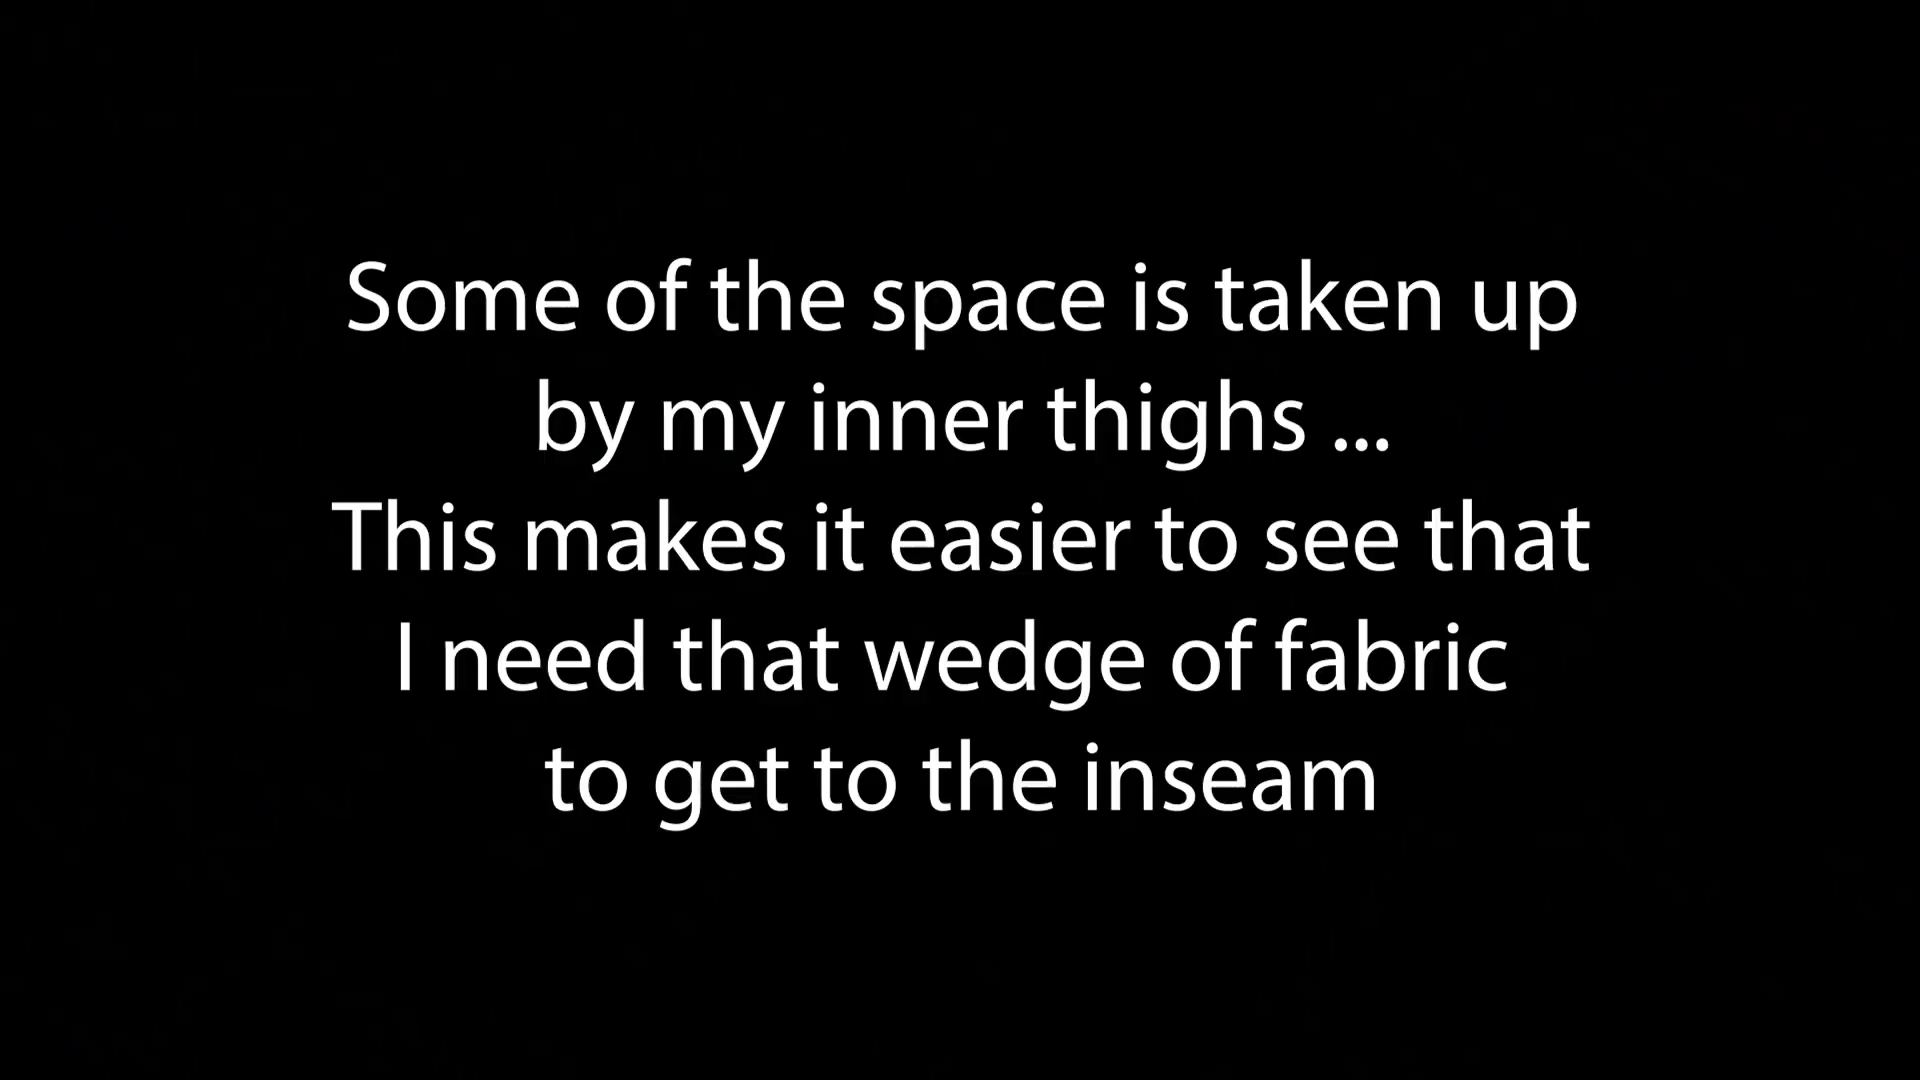 Some of the space is taken up
by my inner thighs ...
This makes it easier to see that
I need that wedge of fabric
to get to the inseam